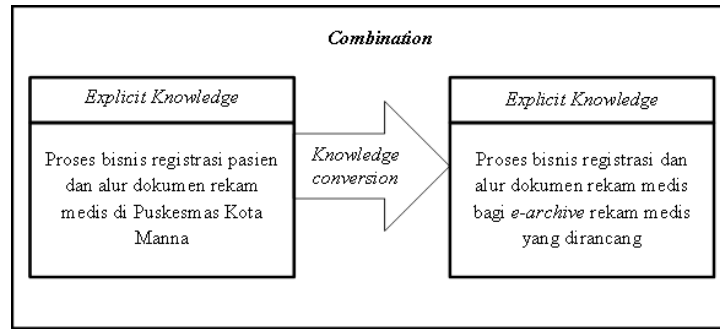 Combination
Explicit Knowledge
Proses bisnis registrasi pasien
dan alur dokumen rekam
medis di Puskesmas Kota
Manna
Knowledge
conversion
Explicit Knowledge
Proses bisnis registrasi dan
alur dokumen rekam medis
bagi e-archive rekam medis
yang dirancang